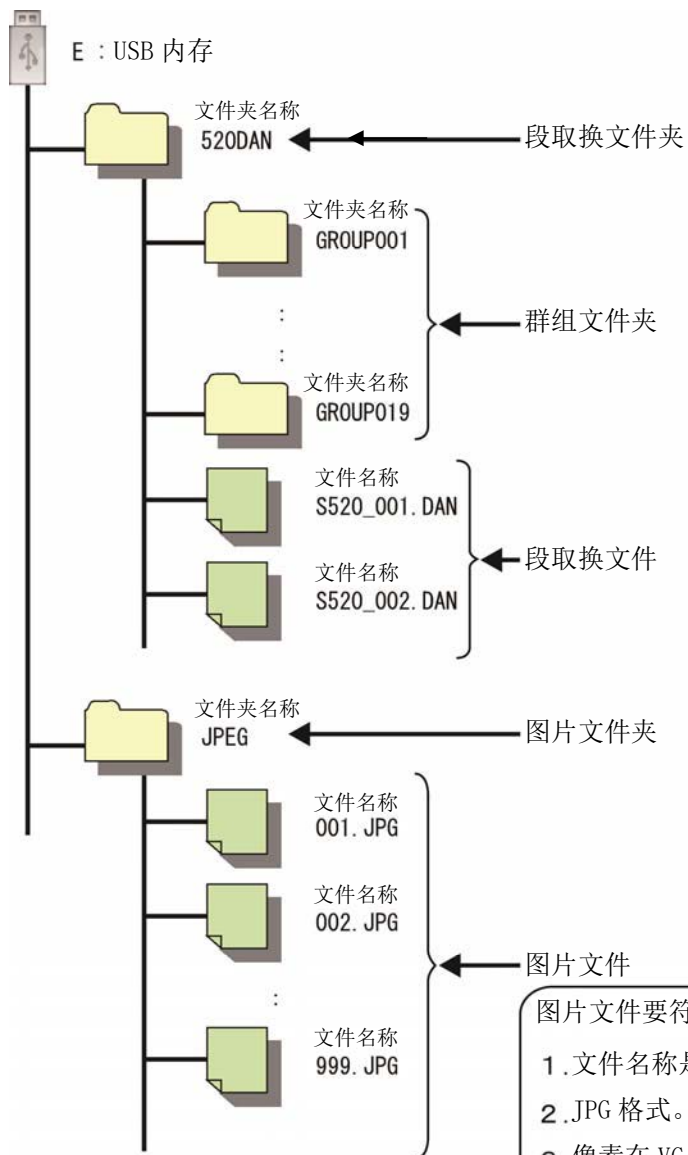 E：USB 内存
文件夹名称
520DAN
段取换文件夹
文件夹名称
GROUP001
：
：
群组文件夹
文件夹名称
GROUP019
文件名称
S520_001.DAN
段取换文件
文件名称
S520_002.DAN
文件夹名称
JPEG
图片文件夹
文件名称
001.JPG
文件名称
002.JPG
：
图片文件
文件名称
999.JPG
图片文件要符
1.文件名称是
2.JPG 格式。